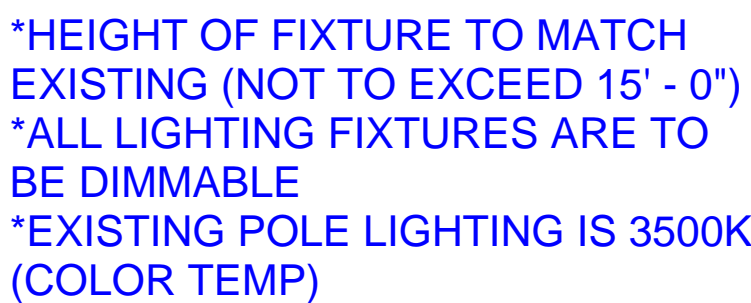 *HEIGHT OF FIXTURE TO MATCH
EXISTING (NOT TO EXCEED 15' - 0")
*ALL LIGHTING FIXTURES ARE TO
BE DIMMABLE
*EXISTING POLE LIGHTING IS 3500K
(COLOR TEMP)